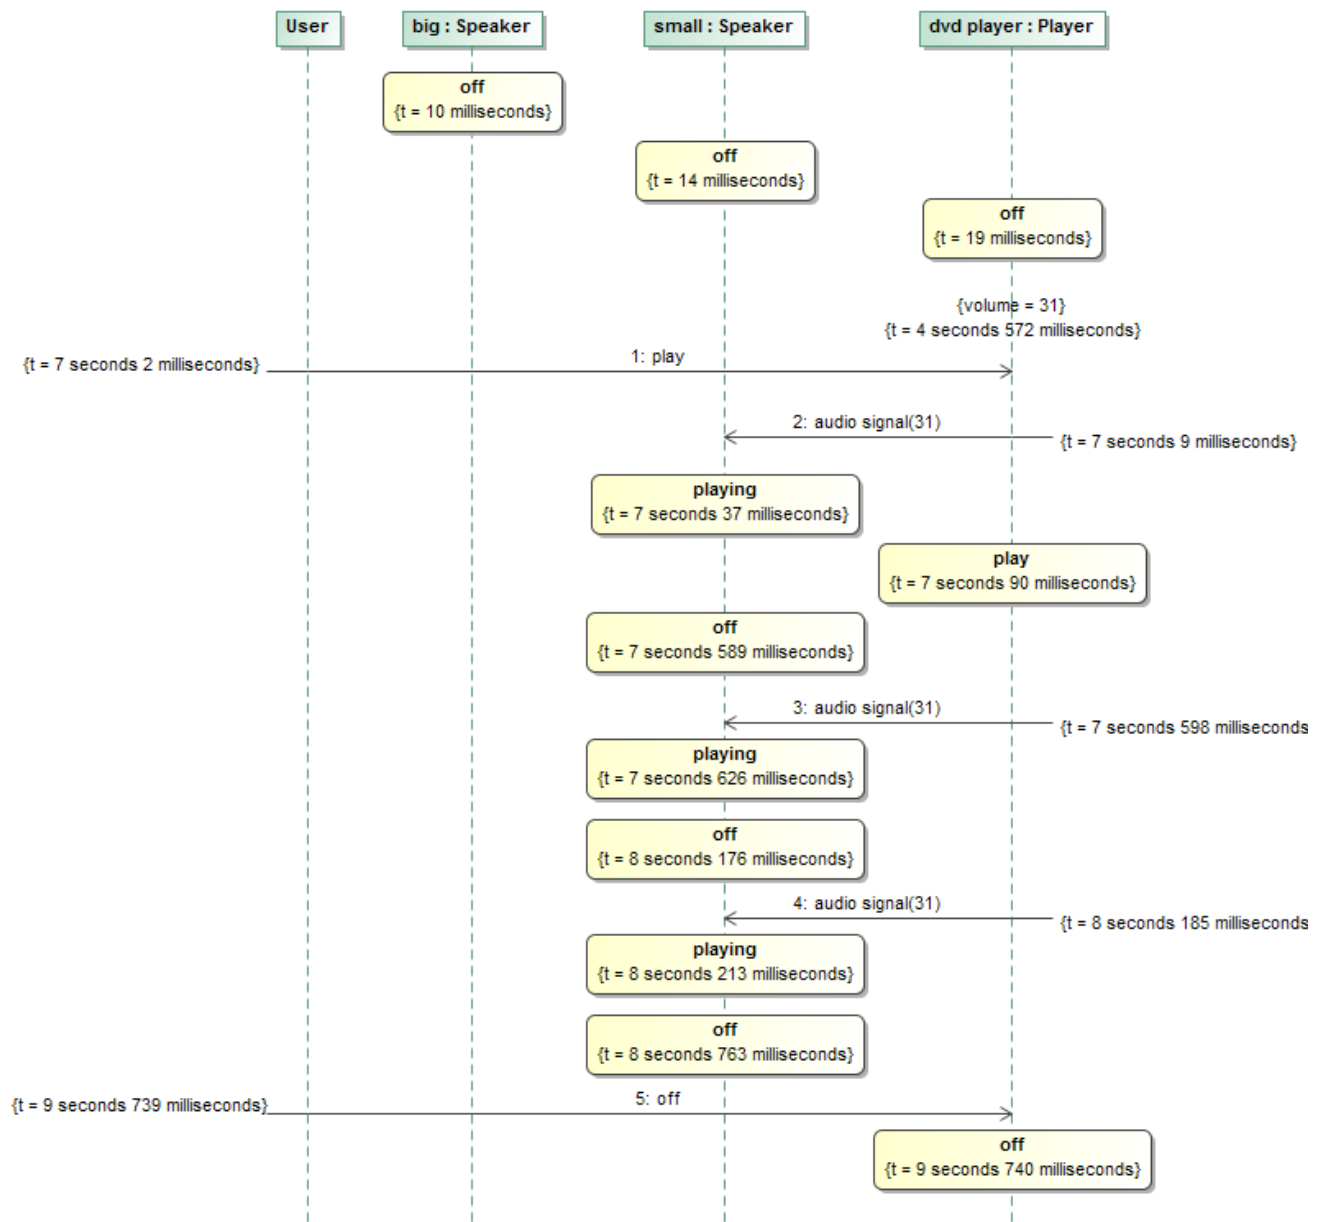 User
big : Speaker
small : Speaker
dvd player : Player
off
{t = 10 milliseconds}
off
{t = 14 milliseconds}
off
{t = 19 milliseconds}
{volume = 31}
{t = 4 seconds 572 milliseconds}
{t = 7 seconds 2 milliseconds}
1: play
2: audio signal(31)
{t = 7 seconds 9 milliseconds}
playing
{t = 7 seconds 37 milliseconds}
play
{t = 7 seconds 90 milliseconds}
off
{t = 7 seconds 589 milliseconds}
3: audio signal(31)
{t = 7 seconds 598 milliseconds
playing
{t = 7 seconds 626 milliseconds}
off
{t = 8 seconds 176 milliseconds}
4: audio signal(31)
{t = 8 seconds 185 milliseconds
playing
{t = 8 seconds 213 milliseconds}
off
{t = 8 seconds 763 milliseconds}
{t = 9 seconds 739 milliseconds}
5: off
off
{t = 9 seconds 740 milliseconds}